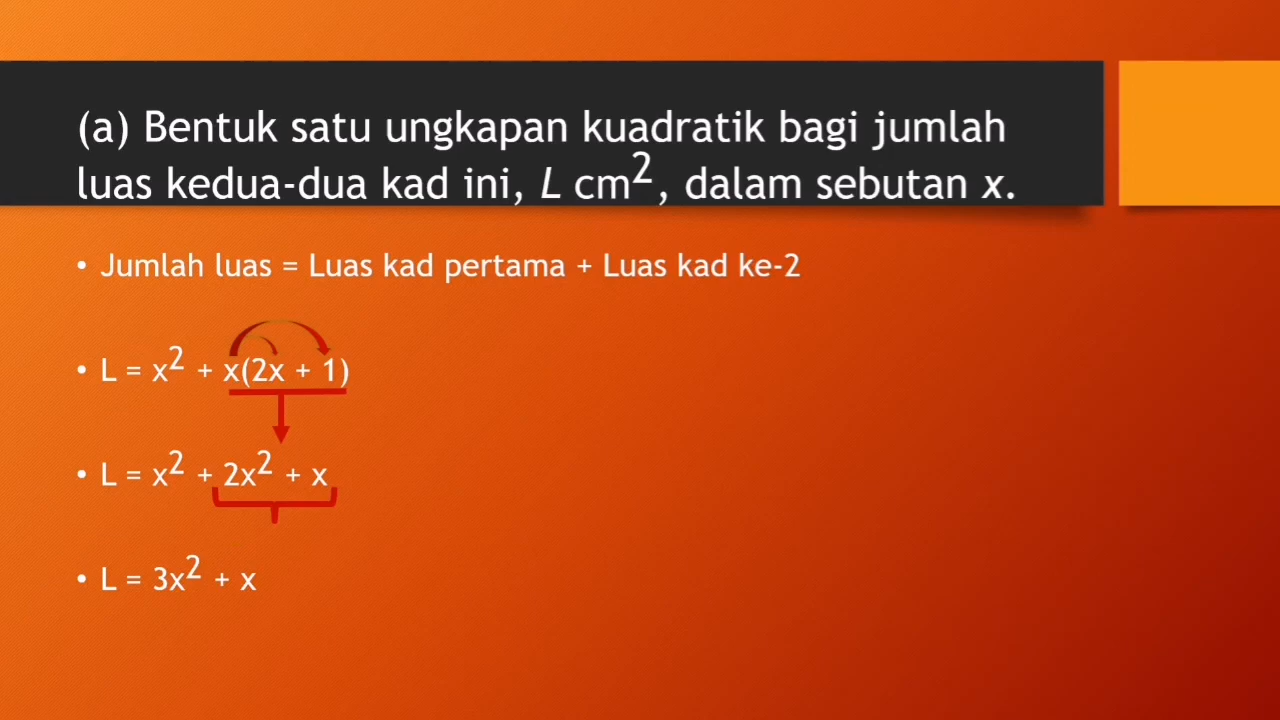 (a) Bentuk satu ungkapan kuadratik bagi jumlah
luas kedua-dua kad ini, L cm², dalam sebutan x.
• Jumlah luas = Luas kad pertama + Luas kad ke-2
• L = x² + x(2x + 1)
• L = x² + 2x² + x
• L = 3x² + x